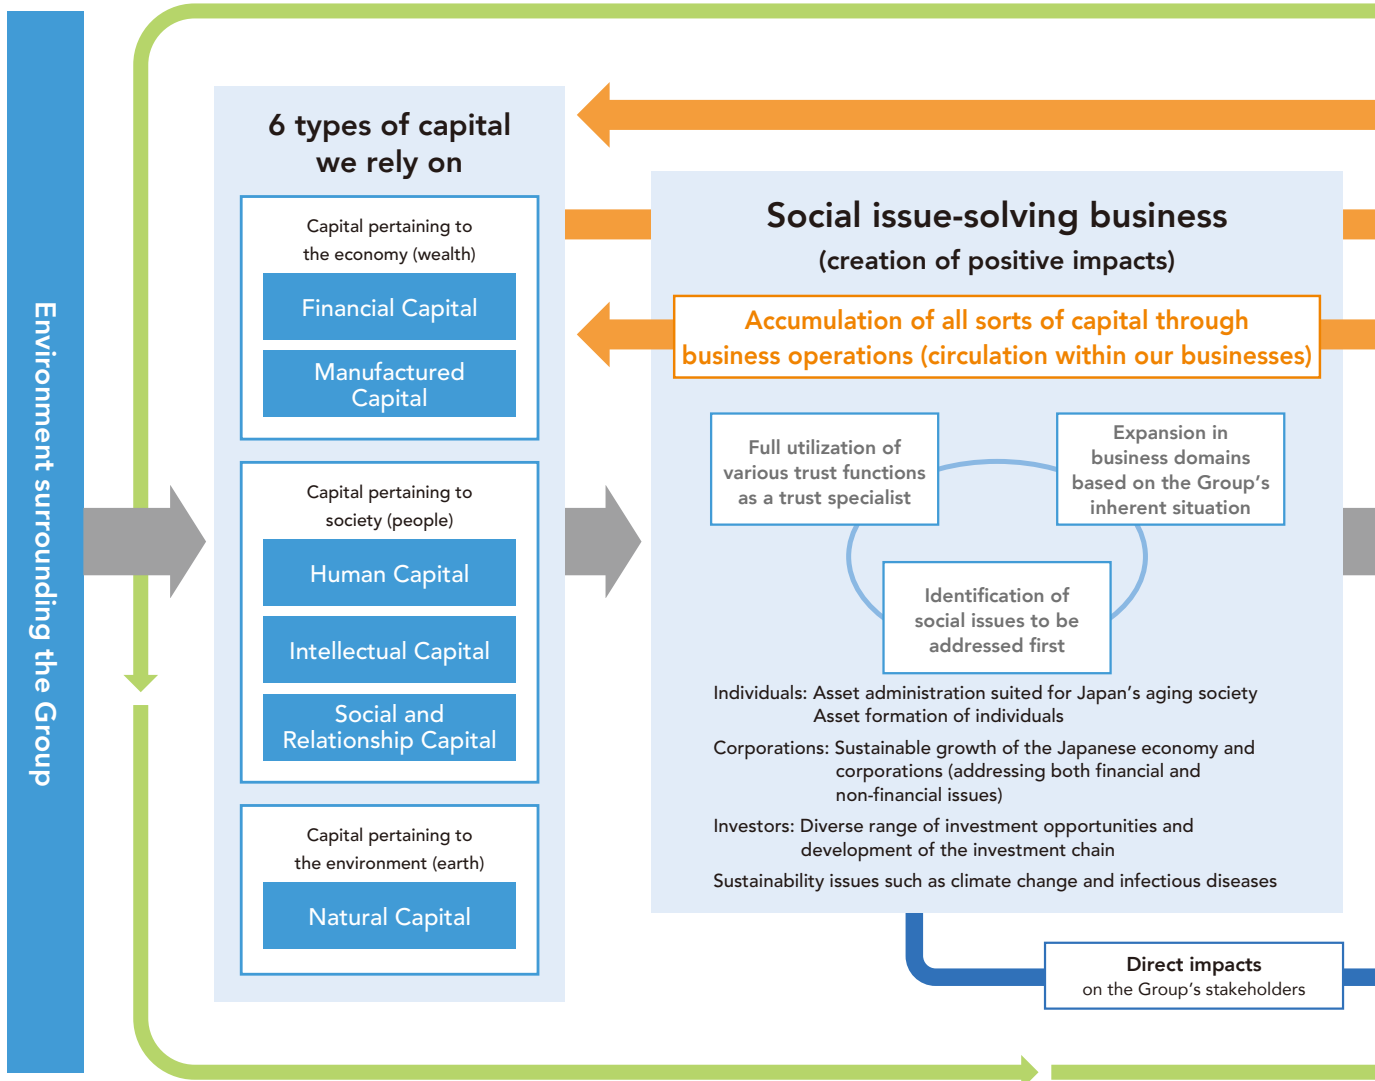 Environment surrounding the Group
6 types of capital
we rely on
Capital pertaining to
the economy (wealth)
Financial Capital
Manufactured
Capital
Capital pertaining to
society (people)
Human Capital
Intellectual Capital
Social and
Relationship Capital
Capital pertaining to
the environment (earth)
Natural Capital
Social issue-solving business
(creation of positive impacts)
Accumulation of all sorts of capital through
business operations (circulation within our businesses)
Full utilization of
various trust functions
as a trust specialist
Expansion in
business domains
based on the Group's
inherent situation
Identification of
social issues to be
addressed first
Individuals: Asset administration suited for Japan's aging society
Asset formation of individuals
Corporations: Sustainable growth of the Japanese economy and
corporations (addressing both financial and
non-financial issues)
Investors: Diverse range of investment opportunities and
development of the investment chain
Sustainability issues such as climate change and infectious diseases
Direct impacts
on the Group's stakeholders